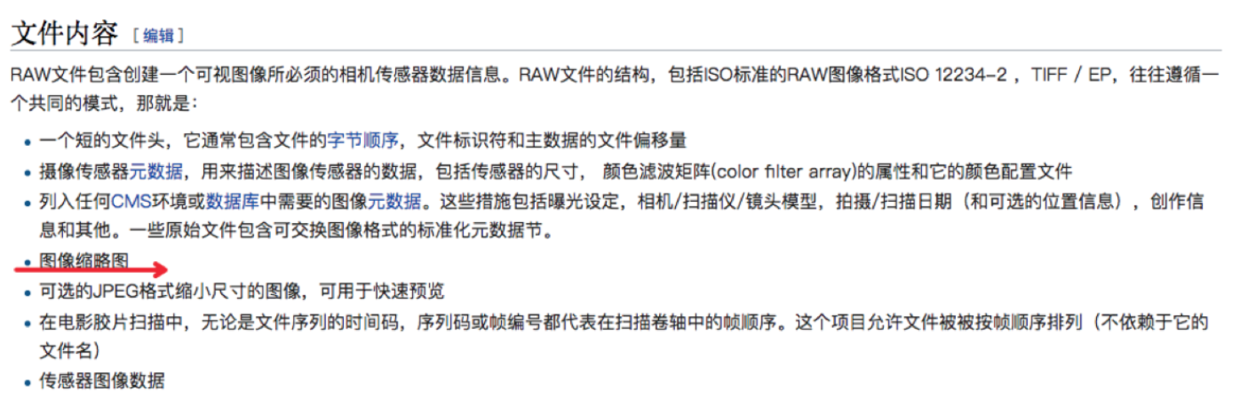 文件内容 [编辑]
RAW文件包含创建一个可视图像所必须的相机传感器数据信息。RAW文件的结构，包括ISO标准的RAW图像格式ISO 12234-2 ，TIFF / EP，往往遵循一
个共同的模式，那就是：
• 一个短的文件头，它通常包含文件的字节顺序，文件标识符和主数据的文件偏移量
• 摄像传感器元数据，用来描述图像传感器的数据，包括传感器的尺寸， 颜色滤波矩阵(color filter array)的属性和它的颜色配置文件
• 列入任何CMS环境或数据库中需要的图像元数据。这些措施包括曝光设定，相机/扫描仪/镜头模型，拍摄/扫描日期（和可选的位置信息），创作信
息和其他。一些原始文件包含可交换图像格式的标准化元数据节。
• 图像缩略图
• 可选的JPEG格式缩小尺寸的图像，可用于快速预览
• 在电影胶片扫描中，无论是文件序列的时间码，序列码或帧编号都代表在扫描卷轴中的帧顺序。这个项目允许文件被被按帧顺序排列（不依赖于它的
文件名）
• 传感器图像数据